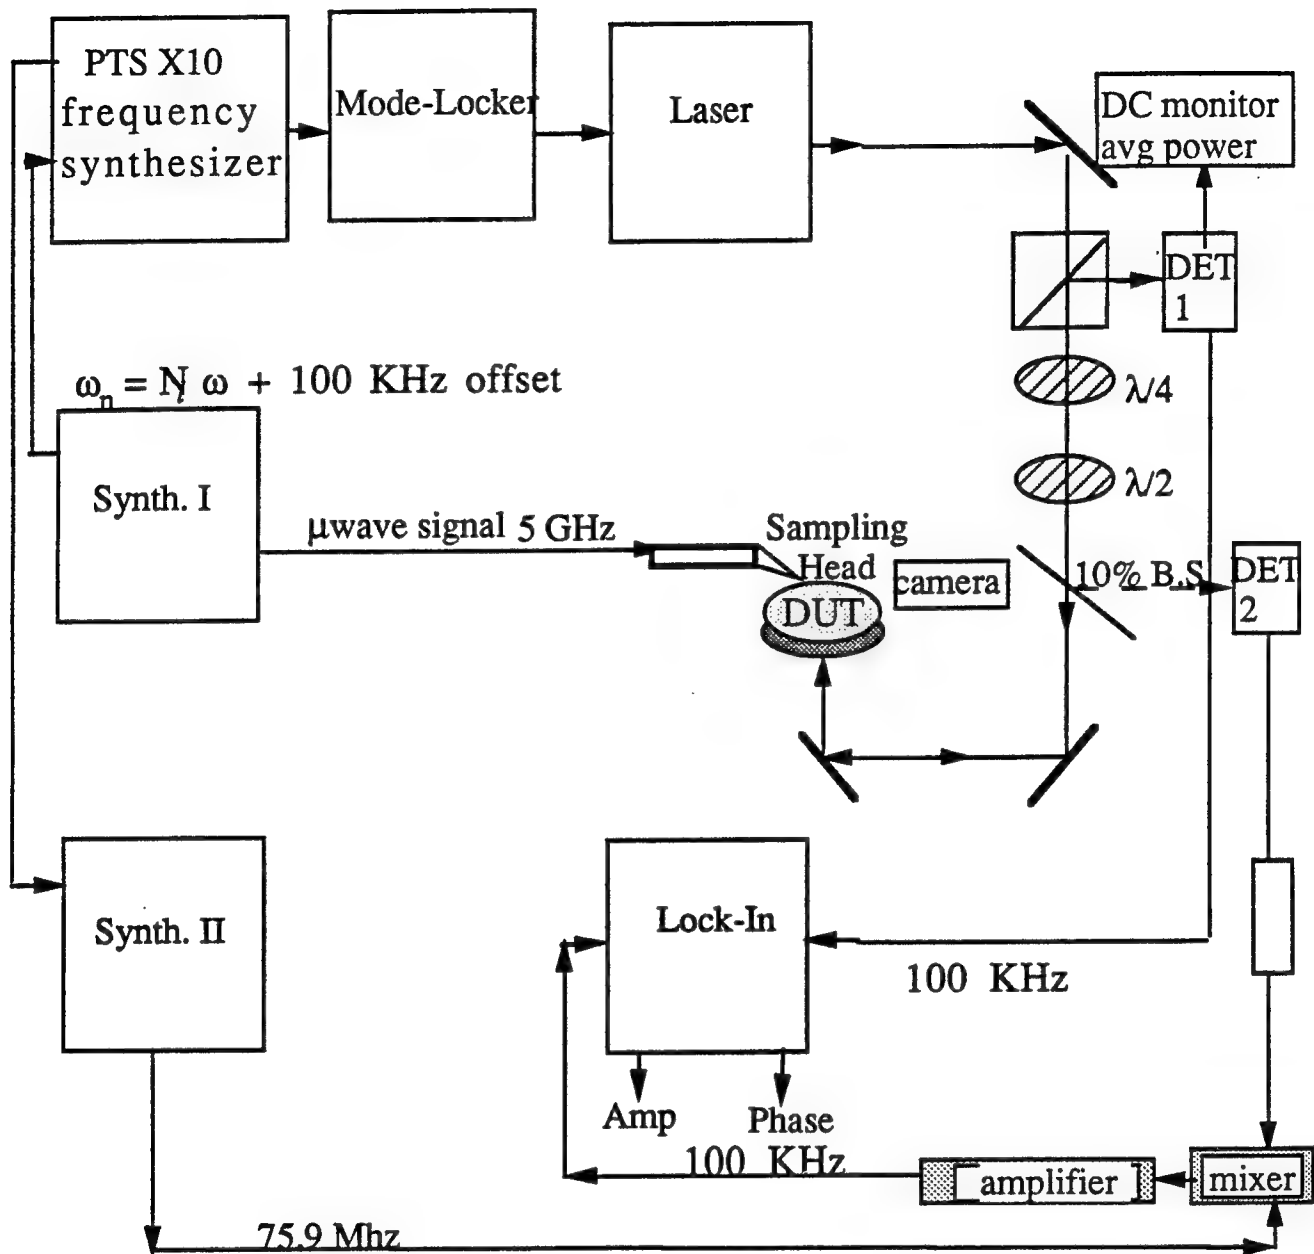 PTS X10
frequency
synthesizer
Mode-Locker
Laser
DC monitor
avg power
DET
1
λ/4
λ/2
ωn = N ω + 100 KHz offset
Synth. I
μwave signal 5 GHz
Sampling
Head
camera
DUT
10% B.S.
DET
2
Synth. II
Lock-In
100 KHz
Amp
Phase
100 KHz
amplifier
mixer
75.9 Mhz